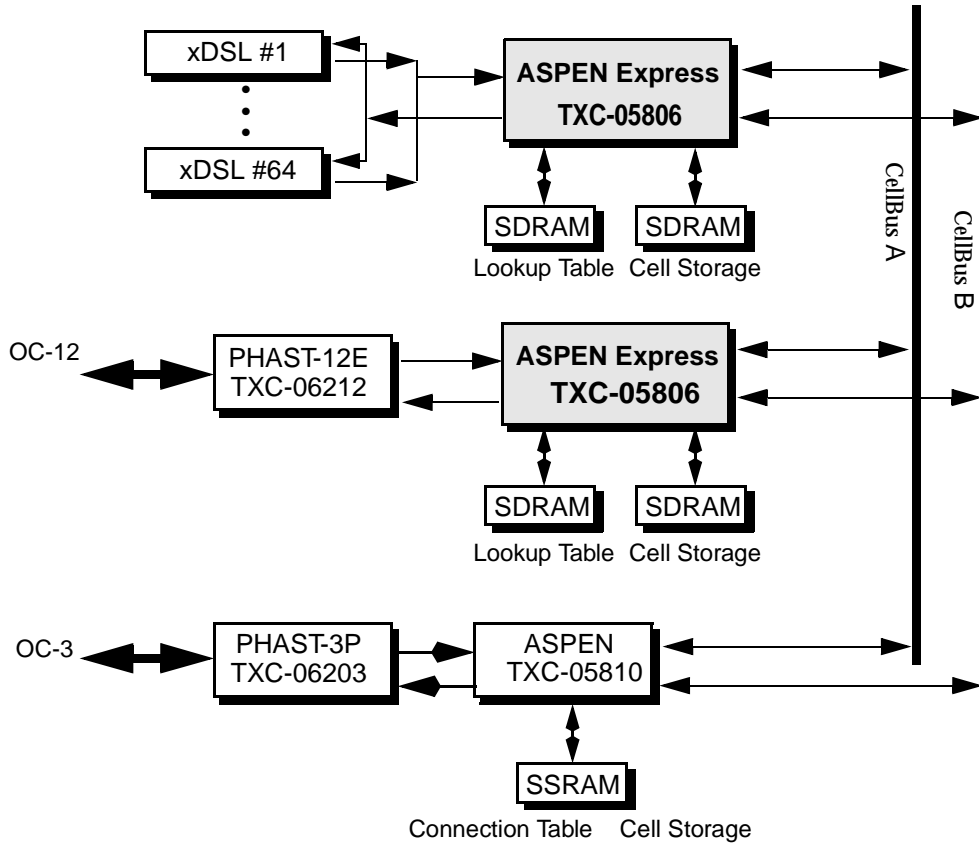 xDSL #1
xDSL #64
ASPEN Express
TXC-05806
SDRAM
Lookup Table
SDRAM
Cell Storage
CellBus A
CellBus B
OC-12
PHAST-12E
TXC-06212
ASPEN Express
TXC-05806
SDRAM
Lookup Table
SDRAM
Cell Storage
OC-3
PHAST-3P
TXC-06203
ASPEN
TXC-05810
SSRAM
Connection Table
Cell Storage